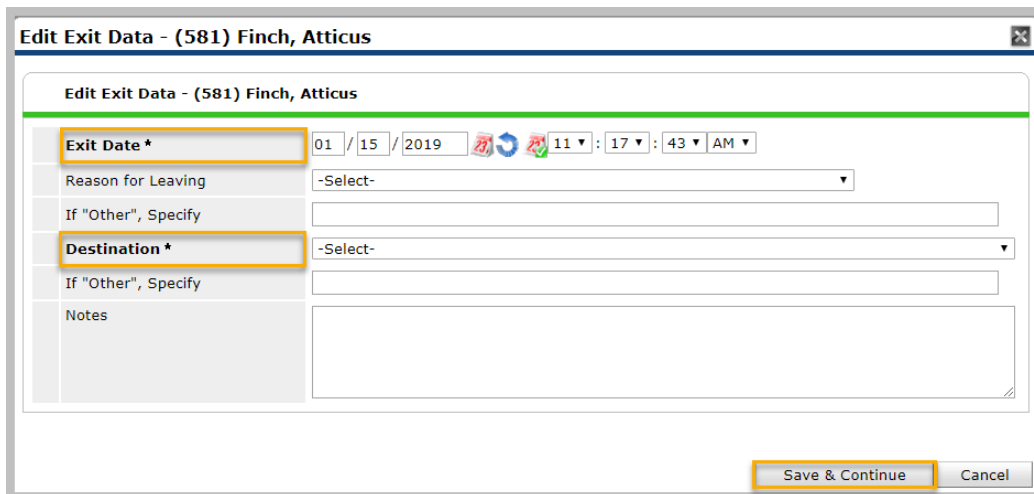 Edit Exit Data - (581) Finch, Atticus
Edit Exit Data - (581) Finch, Atticus
Exit Date * 01 / 15 / 2019 11 : 17 : 43 AM
Reason for Leaving -Select-
If "Other", Specify
Destination * -Select-
If "Other", Specify
Notes
Save & Continue Cancel